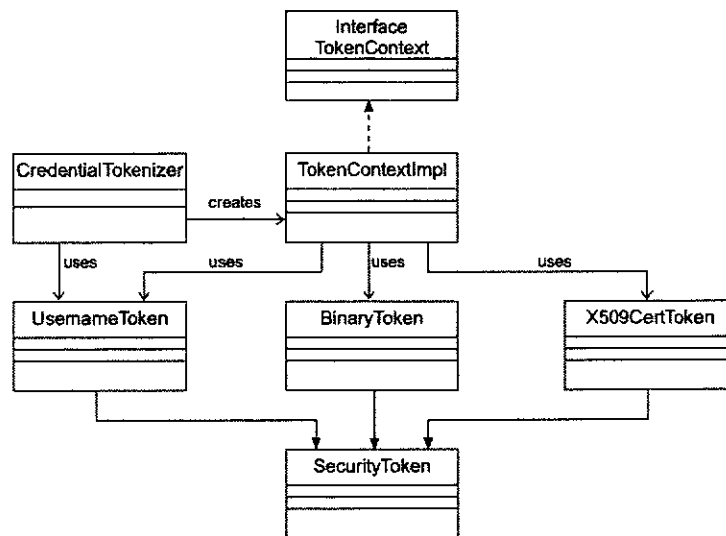 Interface
TokenContext
CredentialTokenizer
TokenContextImpl
creates
uses
uses
uses
uses
UsernameToken
BinaryToken
X509CertToken
SecurityToken